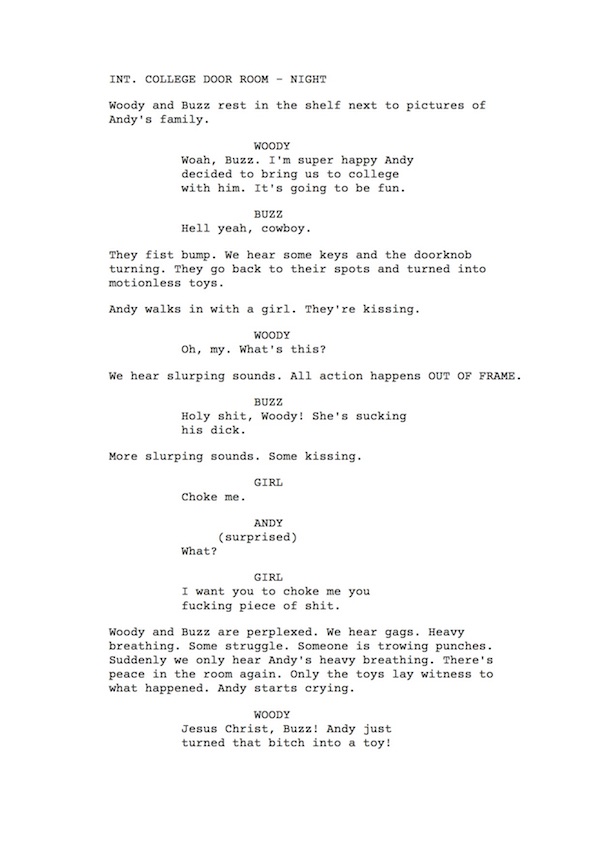 INT. COLLEGE DOOR ROOM - NIGHT
Woody and Buzz rest in the shelf next to pictures of
Andy's family.
WOODY
Woah, Buzz. I'm super happy Andy
decided to bring us to college
with him. It's going to be fun.
BUZZ
Hell yeah, cowboy.
They fist bump. We hear some keys and the doorknob
turning. They go back to their spots and turned into
motionless toys.
Andy walks in with a girl. They're kissing.
WOODY
Oh, my. What's this?
We hear slurping sounds. All action happens OUT OF FRAME.
BUZZ
Holy shit, Woody! She's sucking
his dick.
More slurping sounds. Some kissing.
GIRL
Choke me.
ANDY
(surprised)
What?
GIRL
I want you to choke me you
fucking piece of shit.
Woody and Buzz are perplexed. We hear gags. Heavy
breathing. Some struggle. Someone is trowing punches.
Suddenly we only hear Andy's heavy breathing. There's
peace in the room again. Only the toys lay witness to
what happened. Andy starts crying.
WOODY
Jesus Christ, Buzz! Andy just
turned that bitch into a toy!